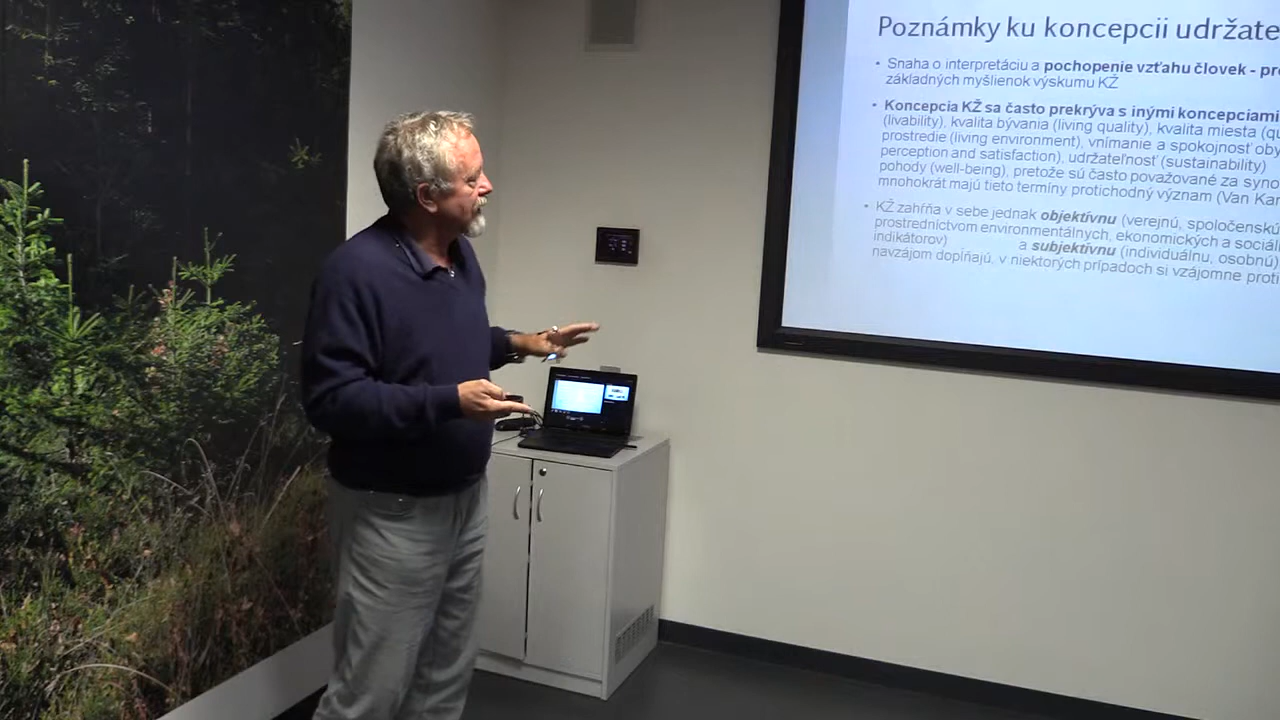 Poznámky ku koncepcii udržate
• Snaha o interpretáciu a pochopenie vzťahu človek - pr
základných myšlienok výskumu KŽ
• Koncepcia KŽ sa často prekrýva s inými koncepciami
(livability), kvalita bývania (living quality), kvalita miesta (qu
prostredie (living environment), vnímanie a spokojnosť oby
perception and satisfaction), udržateľnosť (sustainability)
pohody (well-being), pretože sú často považované za syno
mnohokrát majú tieto termíny protichodný význam (Van Kam
• KŽ zahŕňa v sebe jednak objektívnu (verejnú, spoločenskú
prostredníctvom environmentálnych, ekonomických a sociál
indikátorov) a subjektívnu (individuálnu, osobnú)
navzájom dopĺňajú, v niektorých prípadoch si vzájomne proti